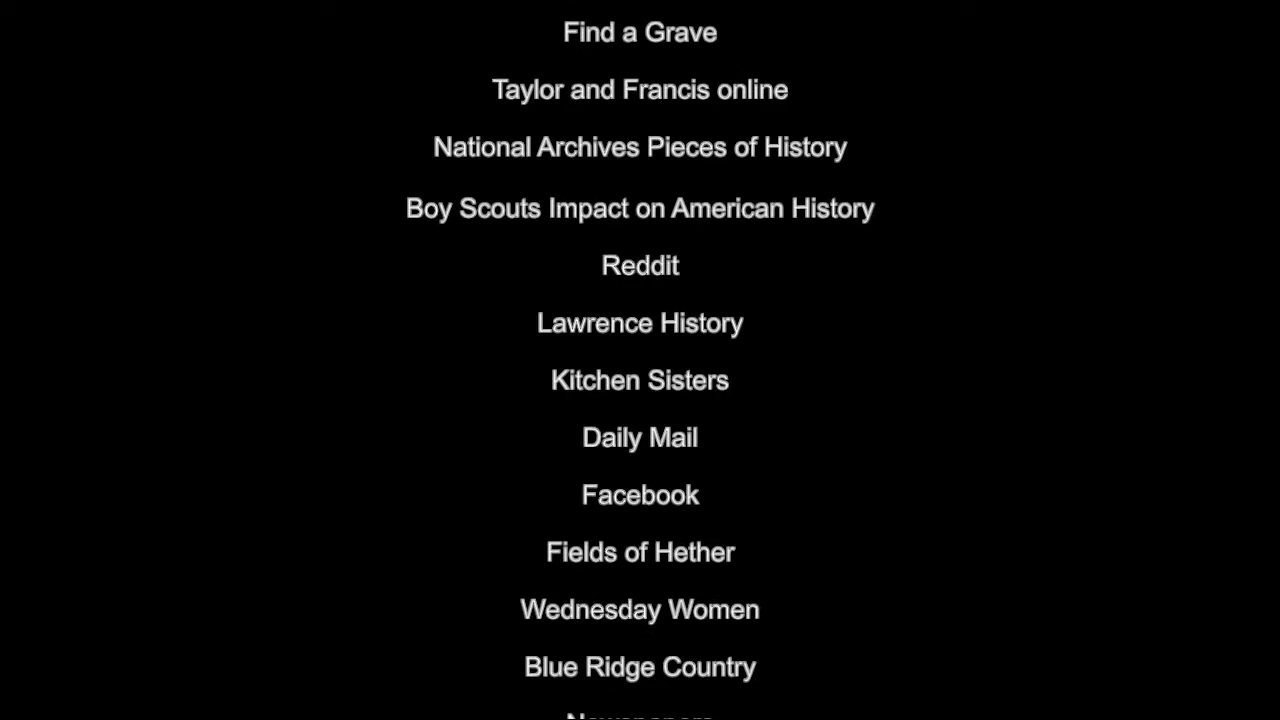 Find a Grave
Taylor and Francis online
National Archives Pieces of History
Boy Scouts Impact on American History
Reddit
Lawrence History
Kitchen Sisters
Daily Mail
Facebook
Fields of Hether
Wednesday Women
Blue Ridge Country